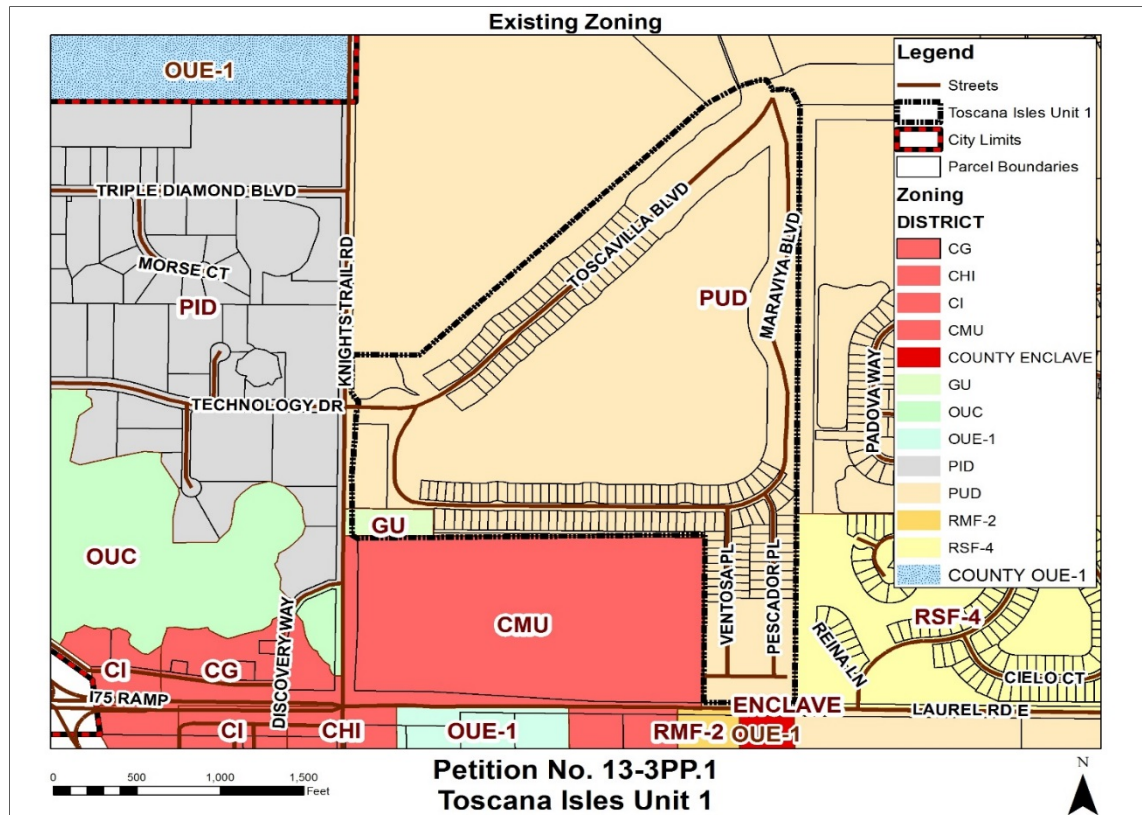 Existing Zoning
OUE-1
Legend
Streets
Toscana Isles Unit 1
City Limits
Parcel Boundaries
Zoning
DISTRICT
CG
CHI
CI
CMU
COUNTY ENCLAVE
GU
OUC
OUE-1
PID
PUD
RMF-2
RSF-4
COUNTY OUE-1
TRIPLE DIAMOND BLVD
MORSE CT
PID
KNIGHTS TRAIL RD
TOSCAVILLA BLVD
PUD
MARAVIYA BLVD
PADOVA WAY
TECHNOLOGY DR
GU
OUC
DISCOVERY WAY
CMU
VENTOSA PL
PESCADOR PL
REINA LN
RSF-4
CIELO CT
CI
CG
I75 RAMP
ENCLAVE
LAUREL RD E
CI
CHI
OUE-1
RMF-2
OUE-1
0 500 1,000 1,500
Feet
Petition No. 13-3PP.1
Toscana Isles Unit 1
N